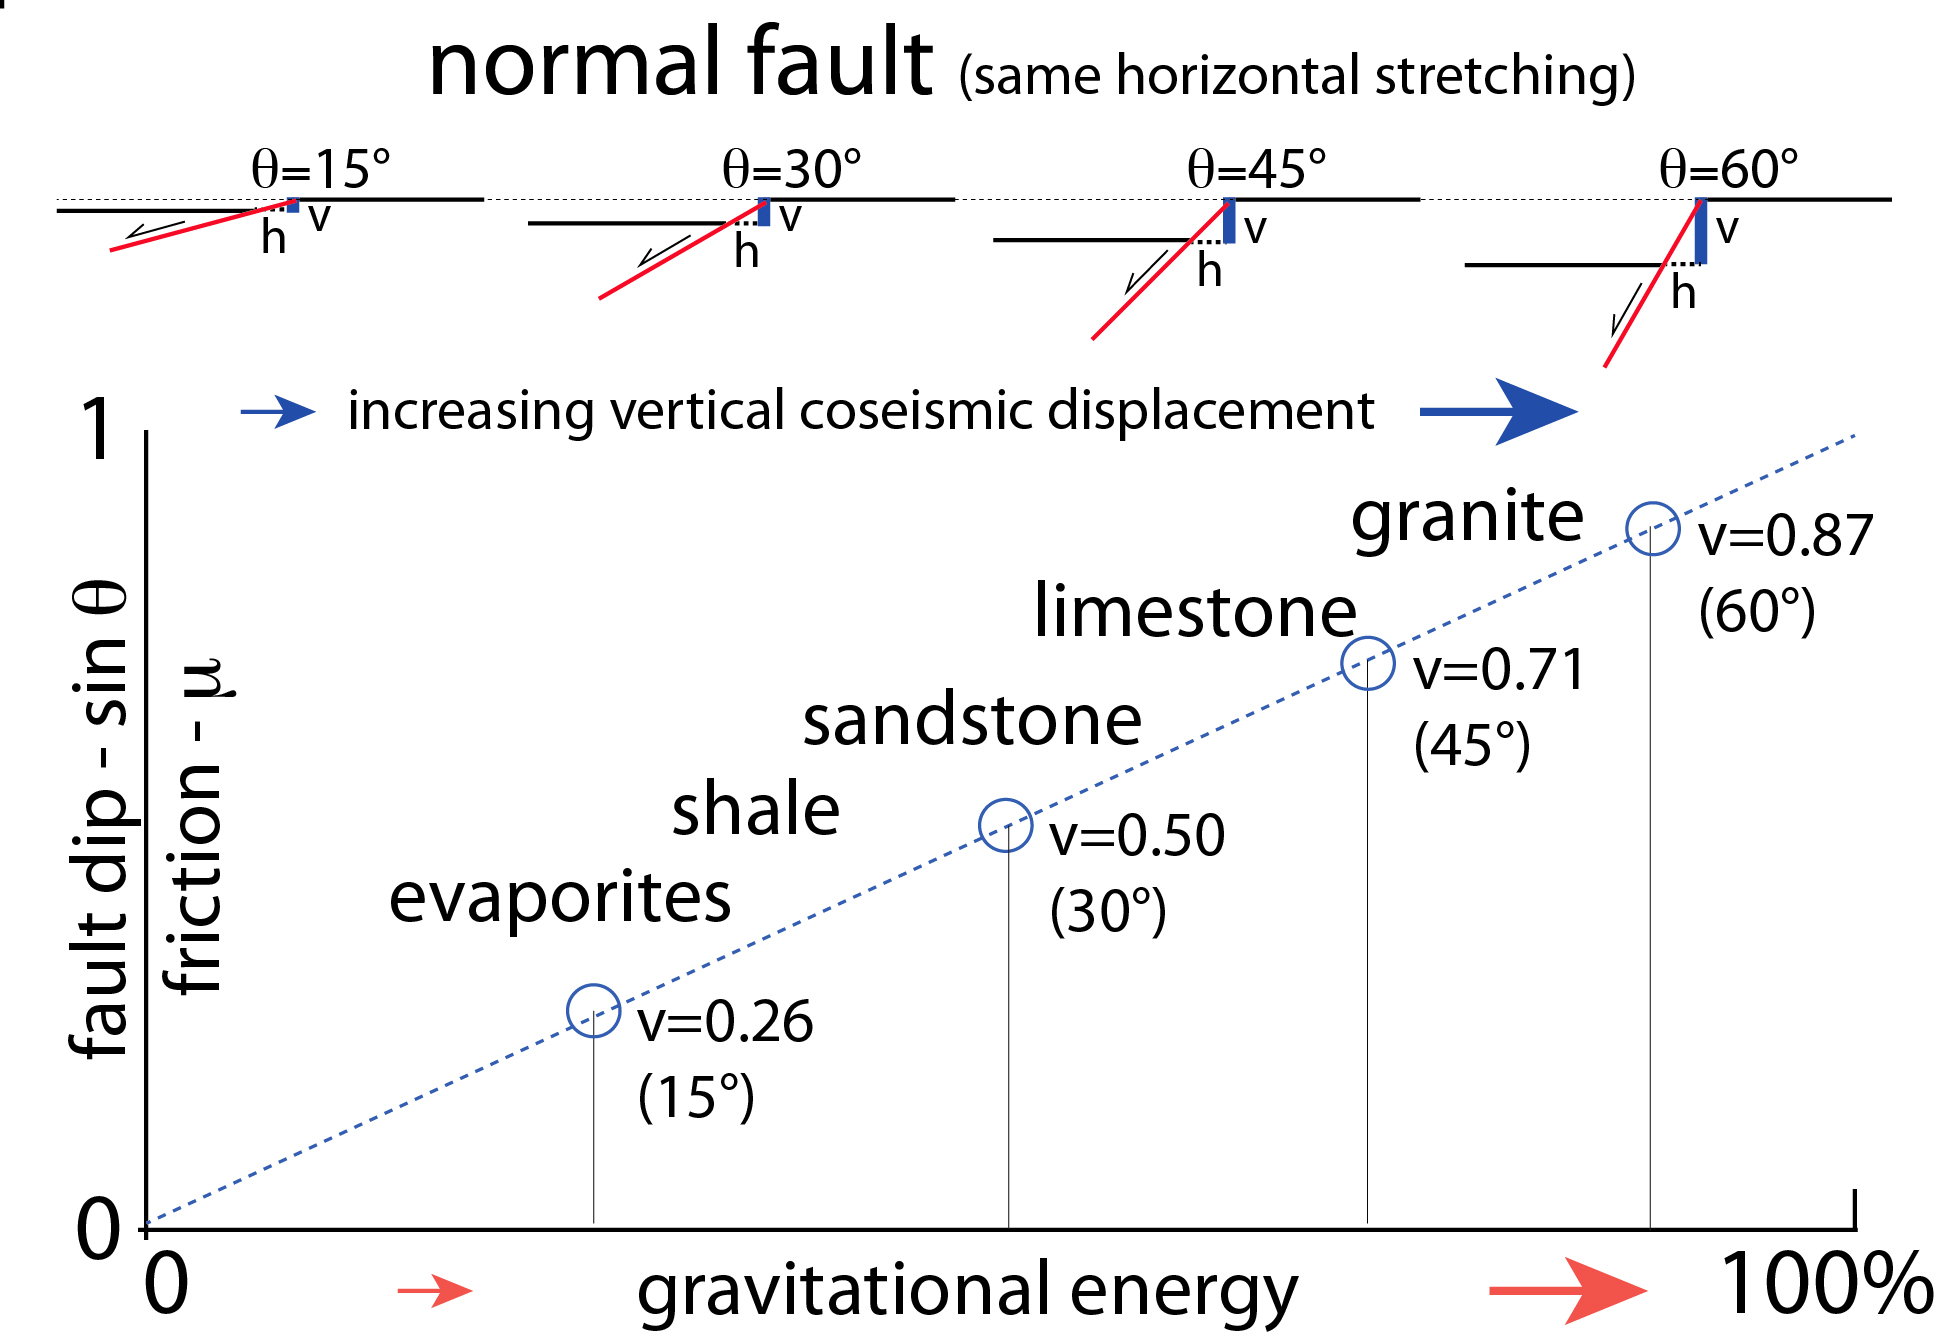 normal fault (same horizontal stretching)
θ=15° θ=30° θ=45° θ=60°
h v h v h v h v
increasing vertical coseismic displacement
1
fault dip - sin θ
friction - μ
granite
v=0.87
(60°)
limestone
v=0.71
(45°)
sandstone
shale
v=0.50
(30°)
evaporites
v=0.26
(15°)
0
0 gravitational energy 100%